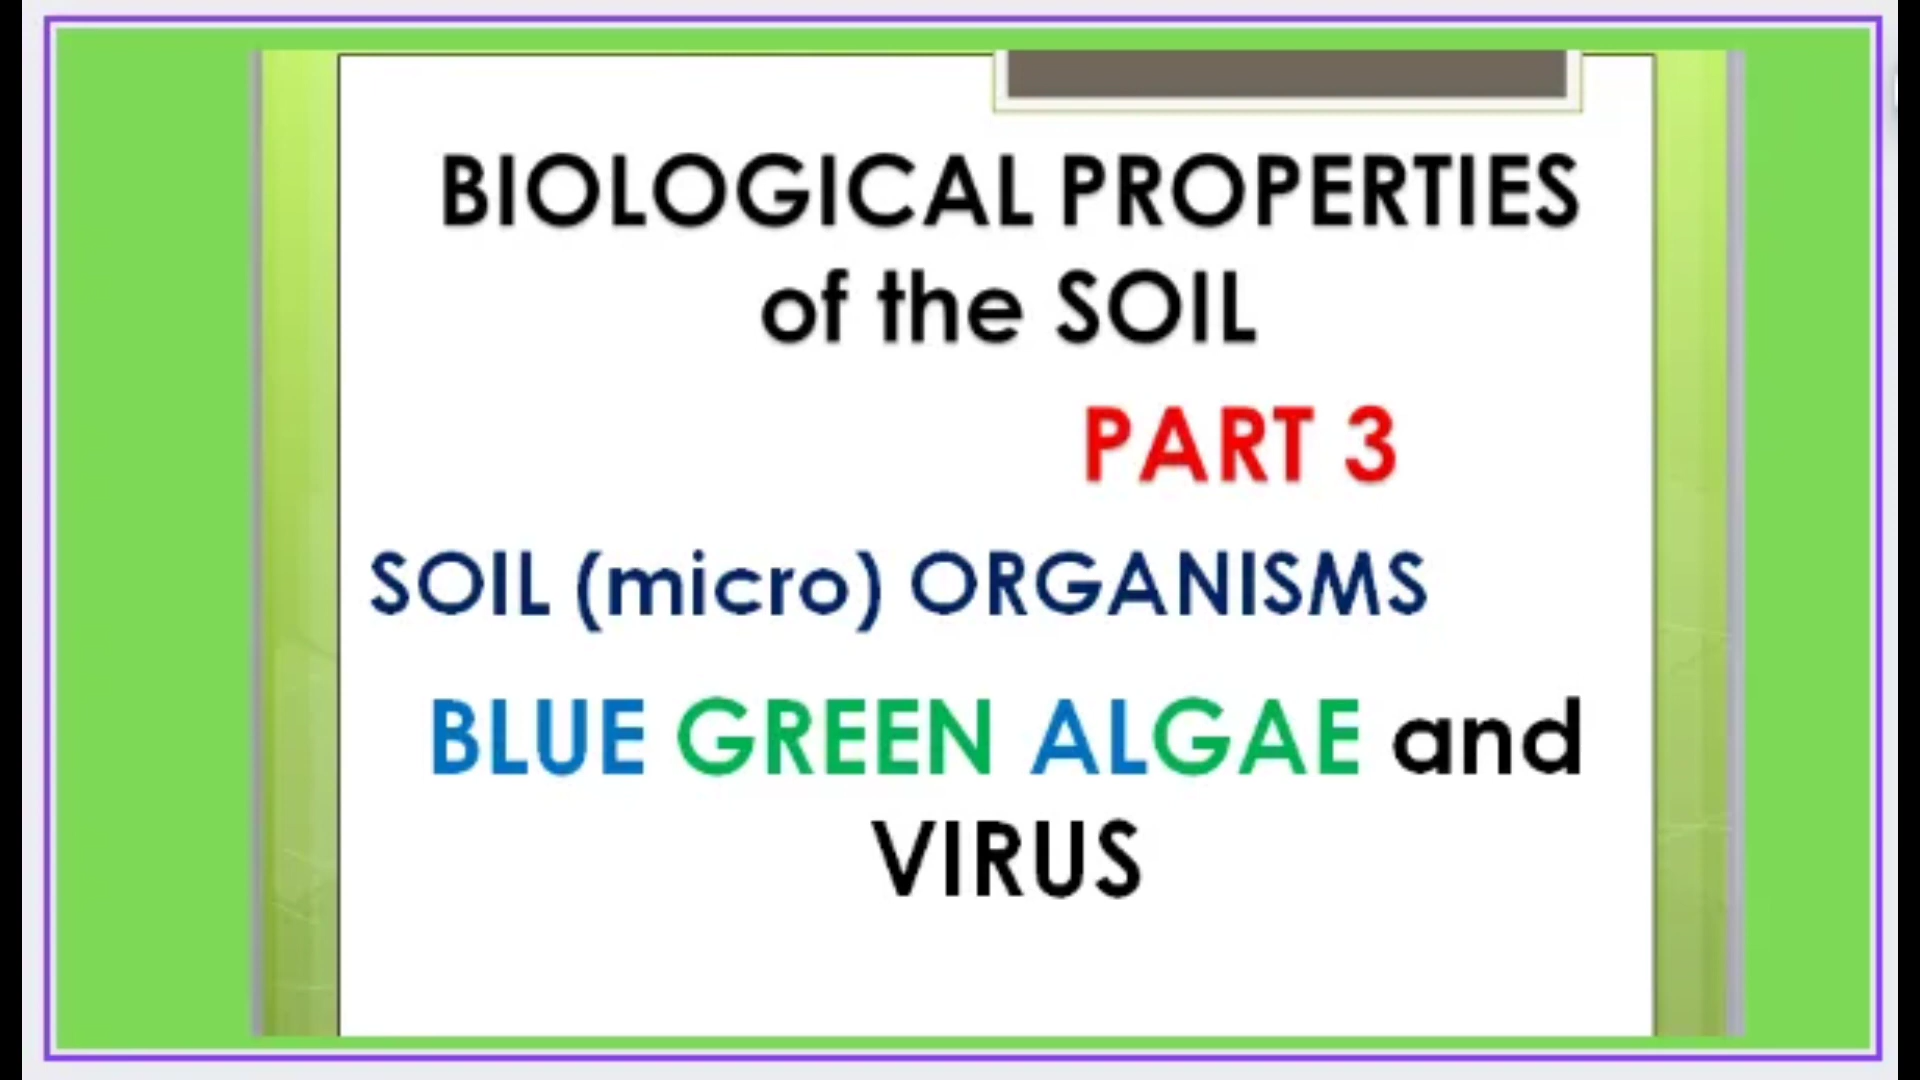 BIOLOGICAL PROPERTIES
of the SOIL
PART 3
SOIL (micro) ORGANISMS
BLUE GREEN ALGAE and
VIRUS